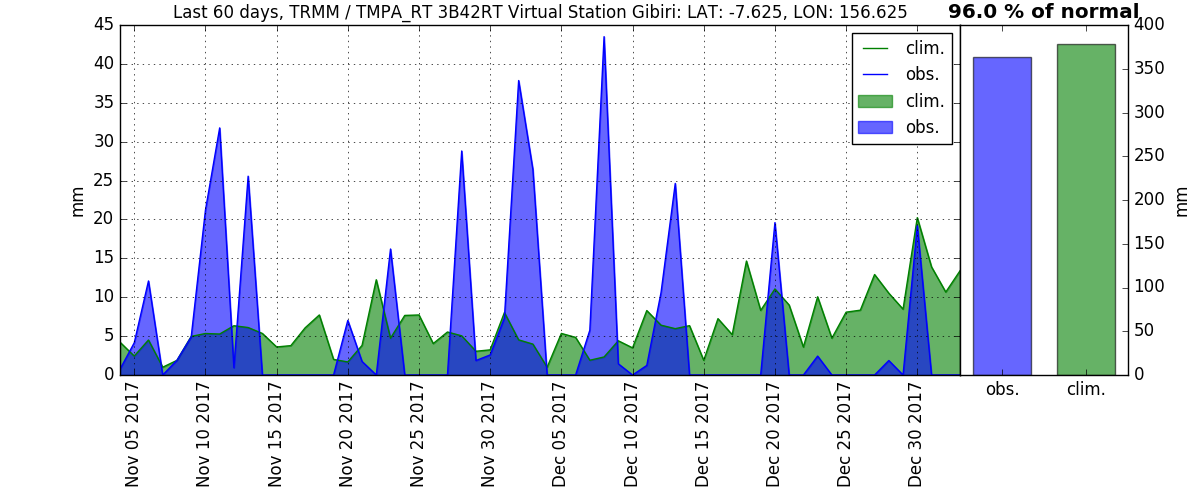 Last 60 days, TRMM / TMPA_RT 3B42RT Virtual Station Gibiri: LAT: -7.625, LON: 156.625
96.0 % of normal
45
40
35
30
25
20
15
10
5
0
mm
clim.
obs.
clim.
obs.
Nov 05 2017
Nov 10 2017
Nov 15 2017
Nov 20 2017
Nov 25 2017
Nov 30 2017
Dec 05 2017
Dec 10 2017
Dec 15 2017
Dec 20 2017
Dec 25 2017
Dec 30 2017
400
350
300
250
200
150
100
50
0
mm
obs.
clim.